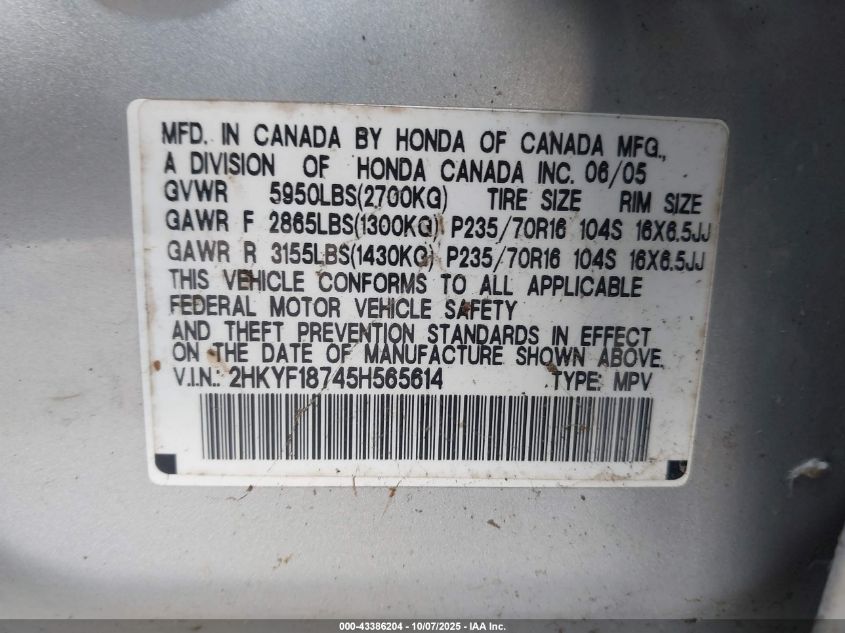 MFD. IN CANADA BY HONDA OF CANADA MFG.,
A DIVISION OF HONDA CANADA INC. 06/05
GVWR 5950LBS(2700KG) TIRE SIZE RIM SIZE
GAWR F 2865LBS(1300KG) P235/70R16 104S 16X6.5JJ
GAWR R 3155LBS(1430KG) P235/70R16 104S 16X6.5JJ
THIS VEHICLE CONFORMS TO ALL APPLICABLE
FEDERAL MOTOR VEHICLE SAFETY
AND THEFT PREVENTION STANDARDS IN EFFECT
ON THE DATE OF MANUFACTURE SHOWN ABOVE.
V.I.N.: 2HKYF18745H565614 TYPE: MPV
000-43386204 - 10/07/2025 - IAA Inc.